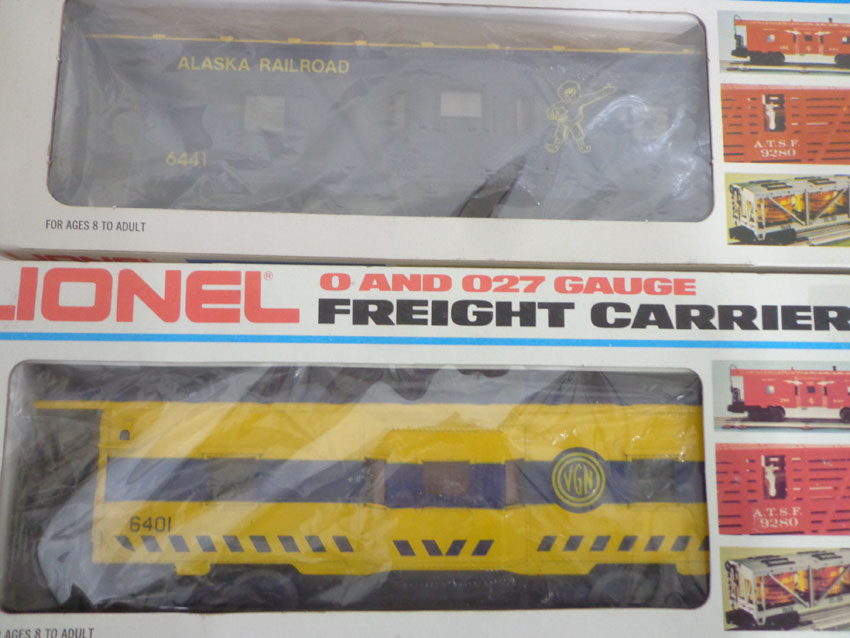 ALASKA RAILROAD
6441
FOR AGES 8 TO ADULT
A.T.S.F.
9280
LIONEL
LIONEL® O AND O27 GAUGE
FREIGHT CARRIER
VGN
6401
A.T.S.F.
9280
AGES 8 TO ADULT